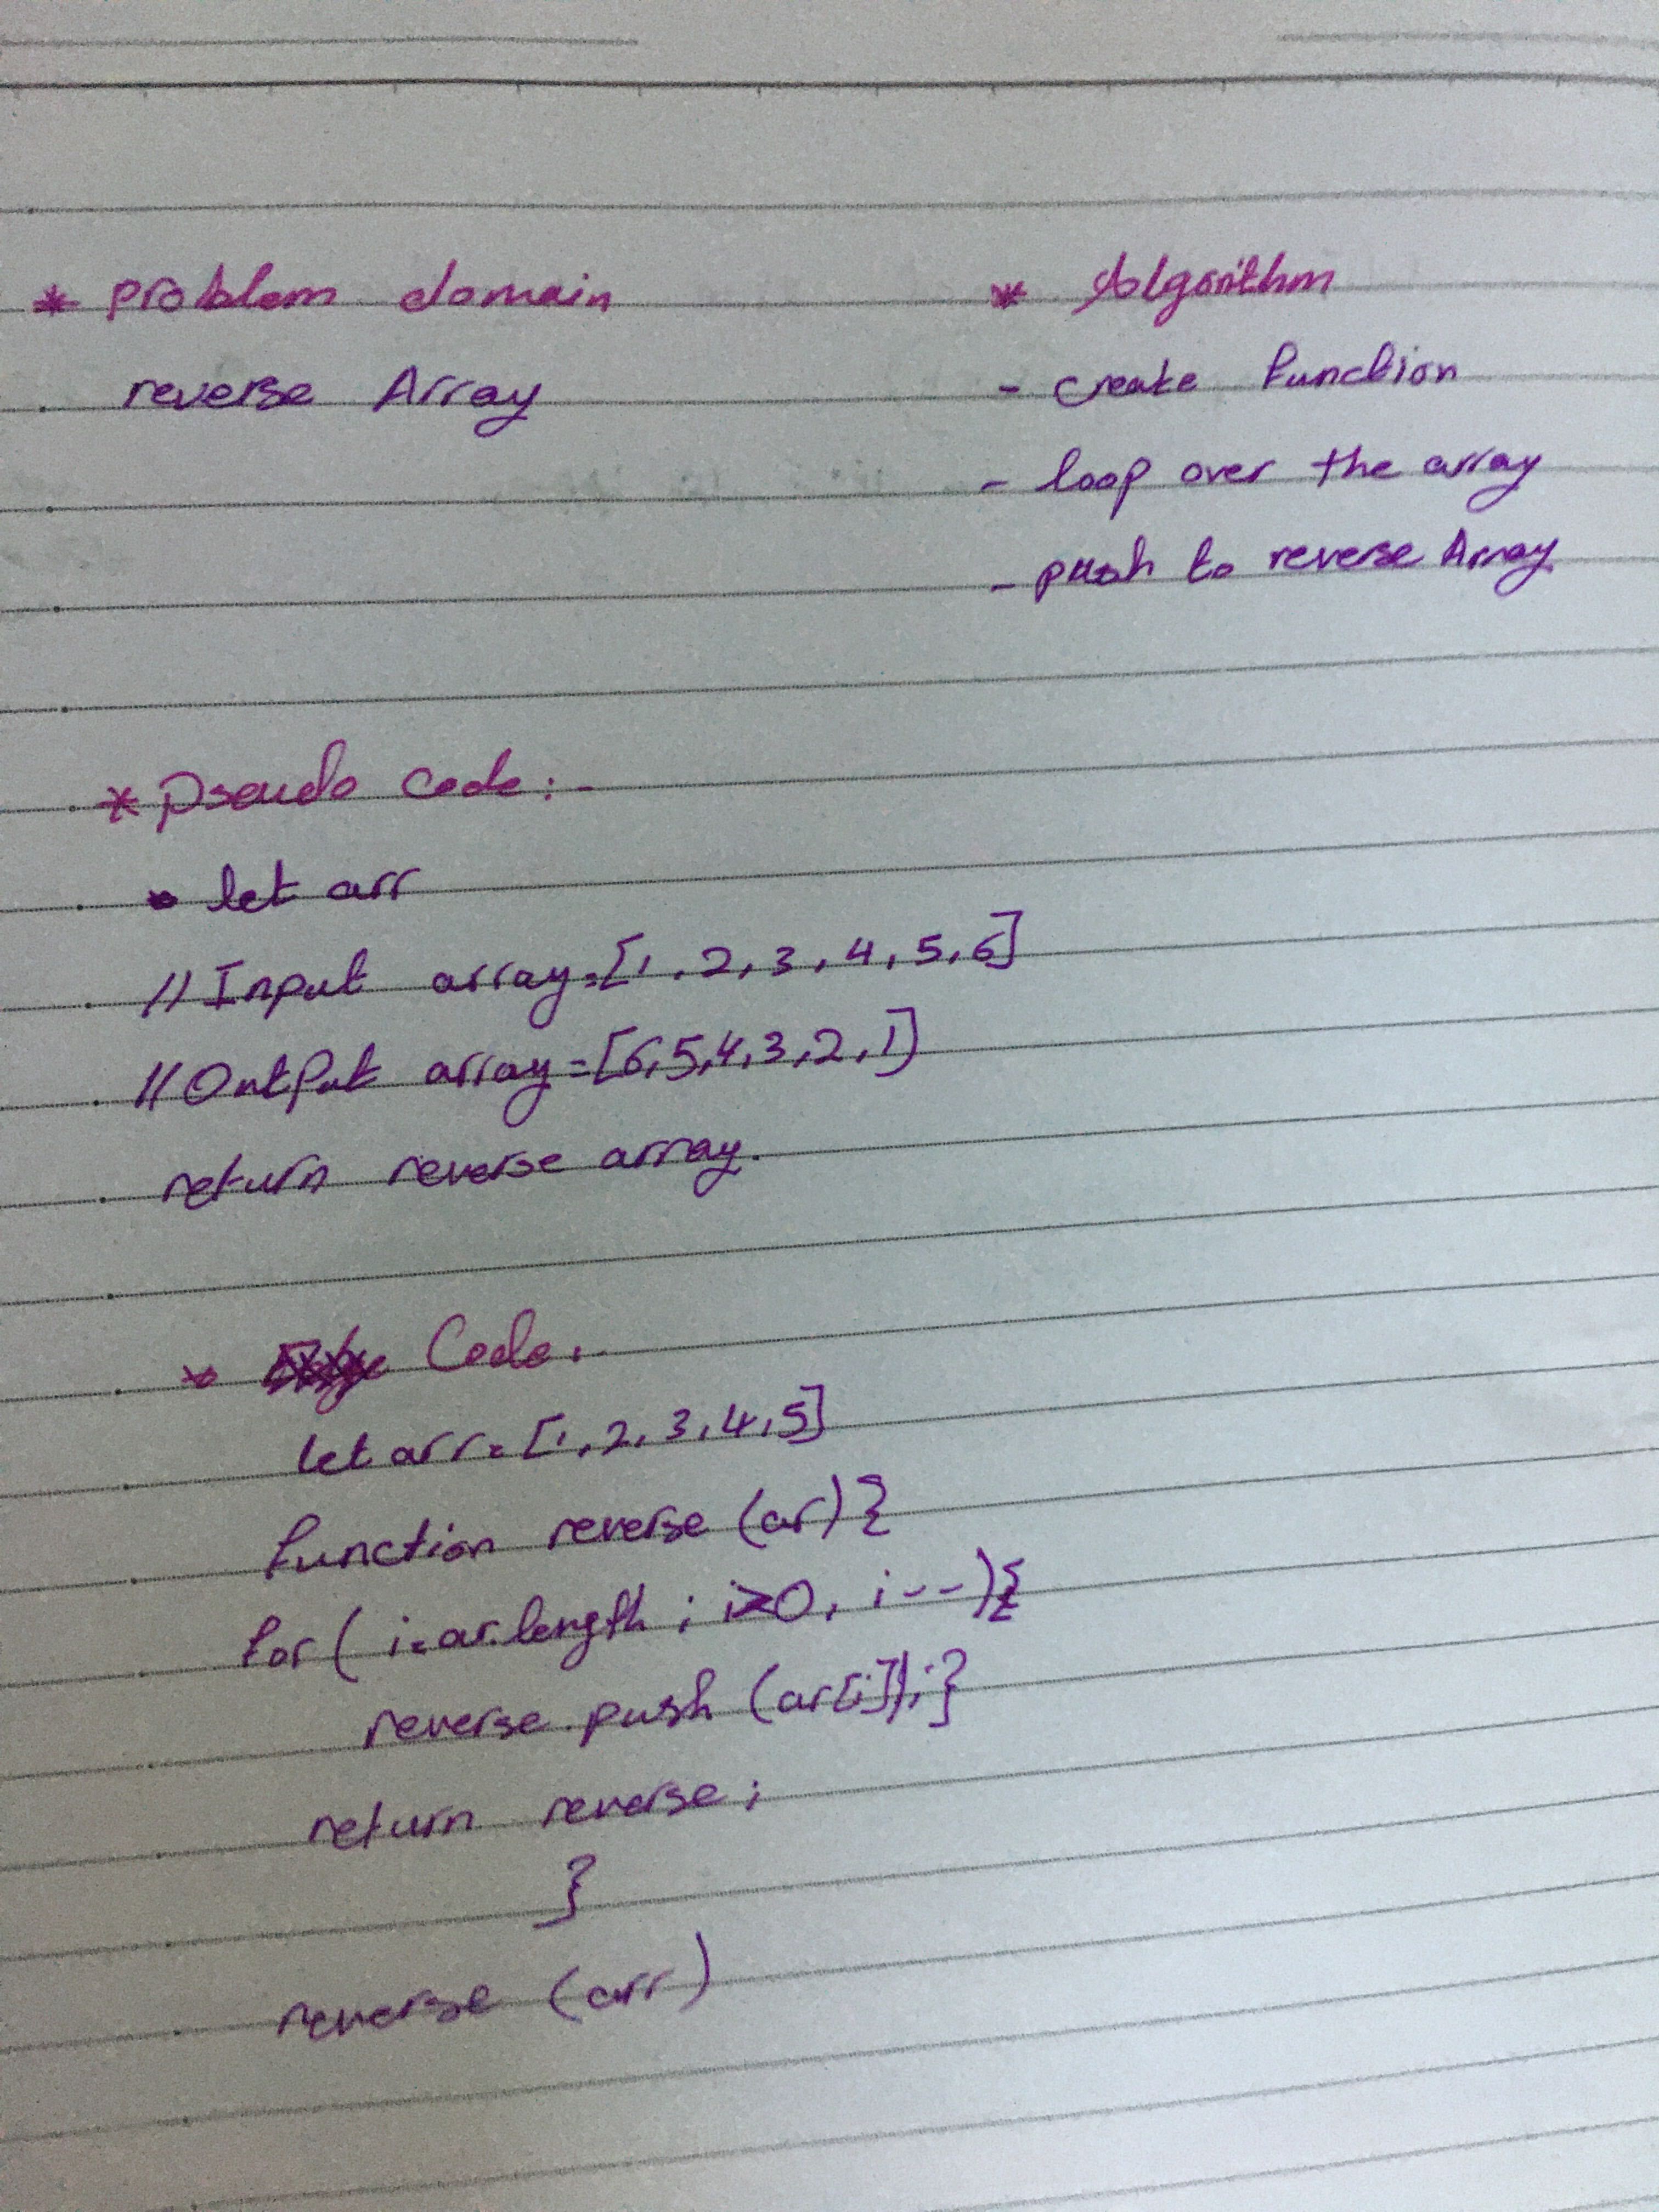 * problem domain
reverse Array
* Algorithm
- create function
- loop over the array
- push to reverse Array
* Pseudo Code :-
• let arr
// Input array=[1,2,3,4,5,6]
// Output array=[6,5,4,3,2,1]
return reverse array.
* Code:-
let arr=[1,2,3,4,5]
function reverse (ar) {
for ( i=ar.length ; i>0, i--){
reverse.push (ar[i]);}
return reverse;
}
reverse (arr)